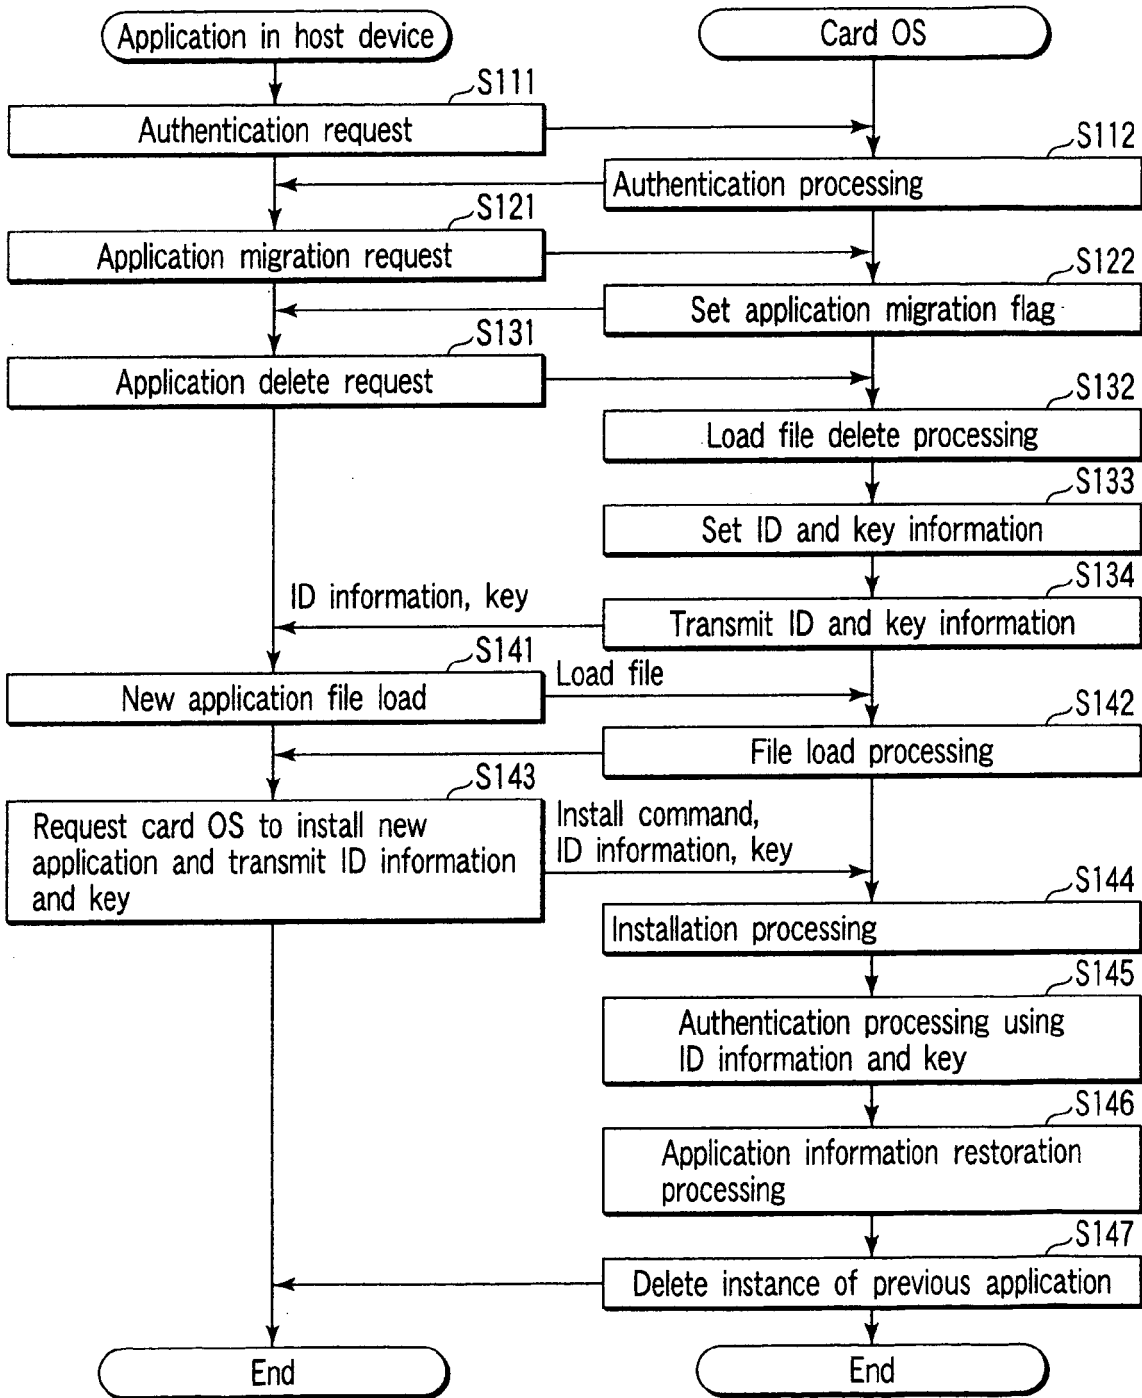 Application in host device
Card OS
S111
Authentication request
S112
Authentication processing
S121
Application migration request
S122
Set application migration flag
S131
Application delete request
S132
Load file delete processing
S133
Set ID and key information
S134
ID information, key
Transmit ID and key information
S141
New application file load
Load file
S142
File load processing
S143
Request card OS to install new
application and transmit ID information
and key
Install command,
ID information, key
S144
Installation processing
S145
Authentication processing using
ID information and key
S146
Application information restoration
processing
S147
Delete instance of previous application
End
End